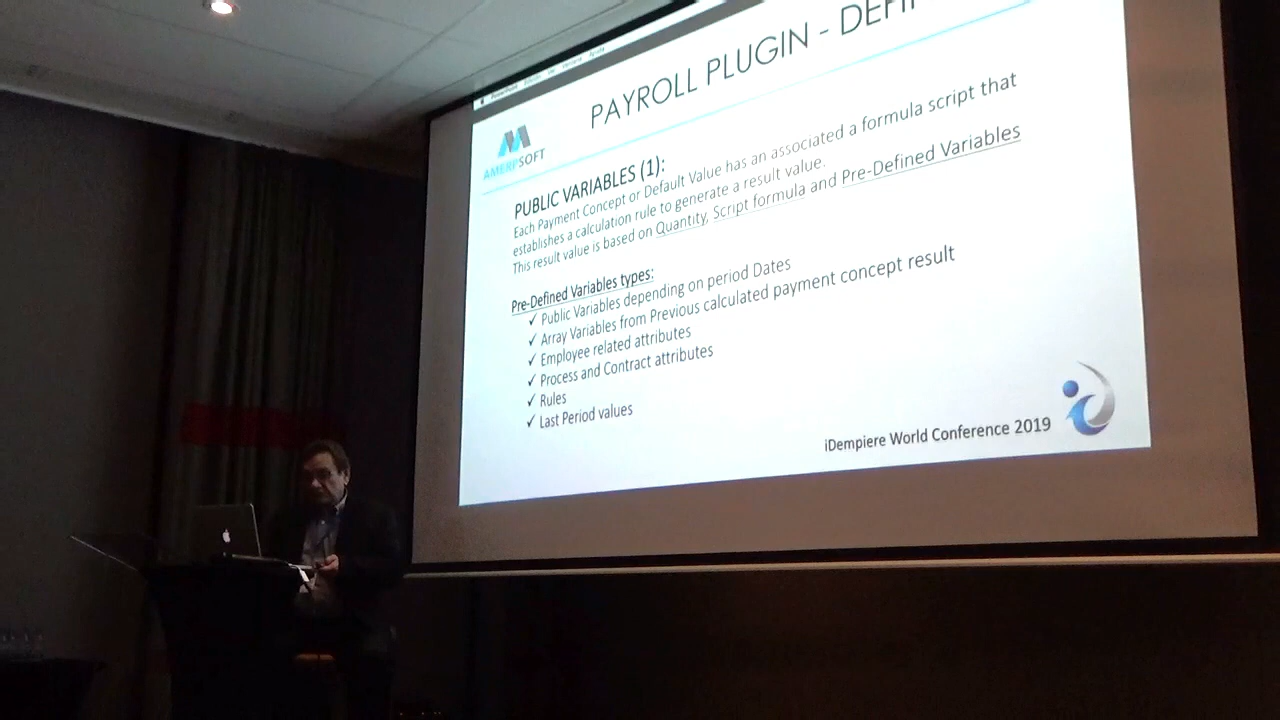 PowerPoint
PAYROLL PLUGIN - DEFI
AMERPSOFT
PUBLIC VARIABLES (1):
Each Payment Concept or Default Value has an associated a formula script that
establishes a calculation rule to generate a result value.
This result value is based on Quantity, Script formula and Pre-Defined Variables
Pre-Defined Variables types:
✓ Public Variables depending on period Dates
✓ Array Variables from Previous calculated payment concept result
✓ Employee related attributes
✓ Process and Contract attributes
✓ Rules
✓ Last Period values
iDempiere World Conference 2019